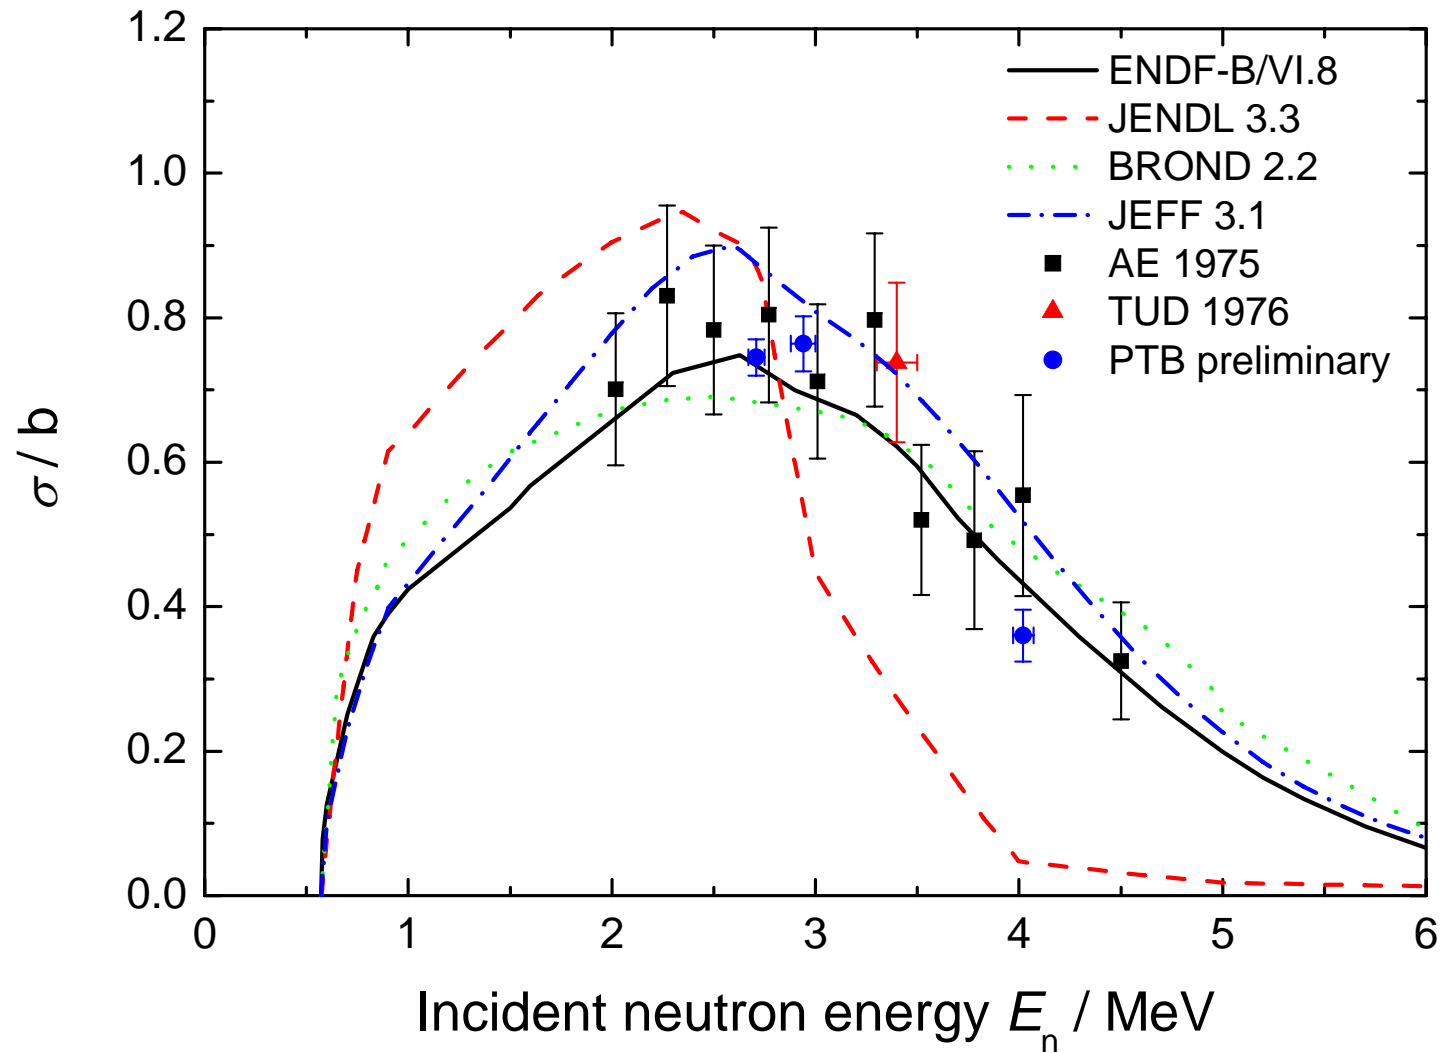 1.2
1.0
0.8
0.6
0.4
0.2
0.0
σ / b
ENDF-B/VI.8
JENDL 3.3
BROND 2.2
JEFF 3.1
AE 1975
TUD 1976
PTB preliminary
0 1 2 3 4 5 6
Incident neutron energy En / MeV